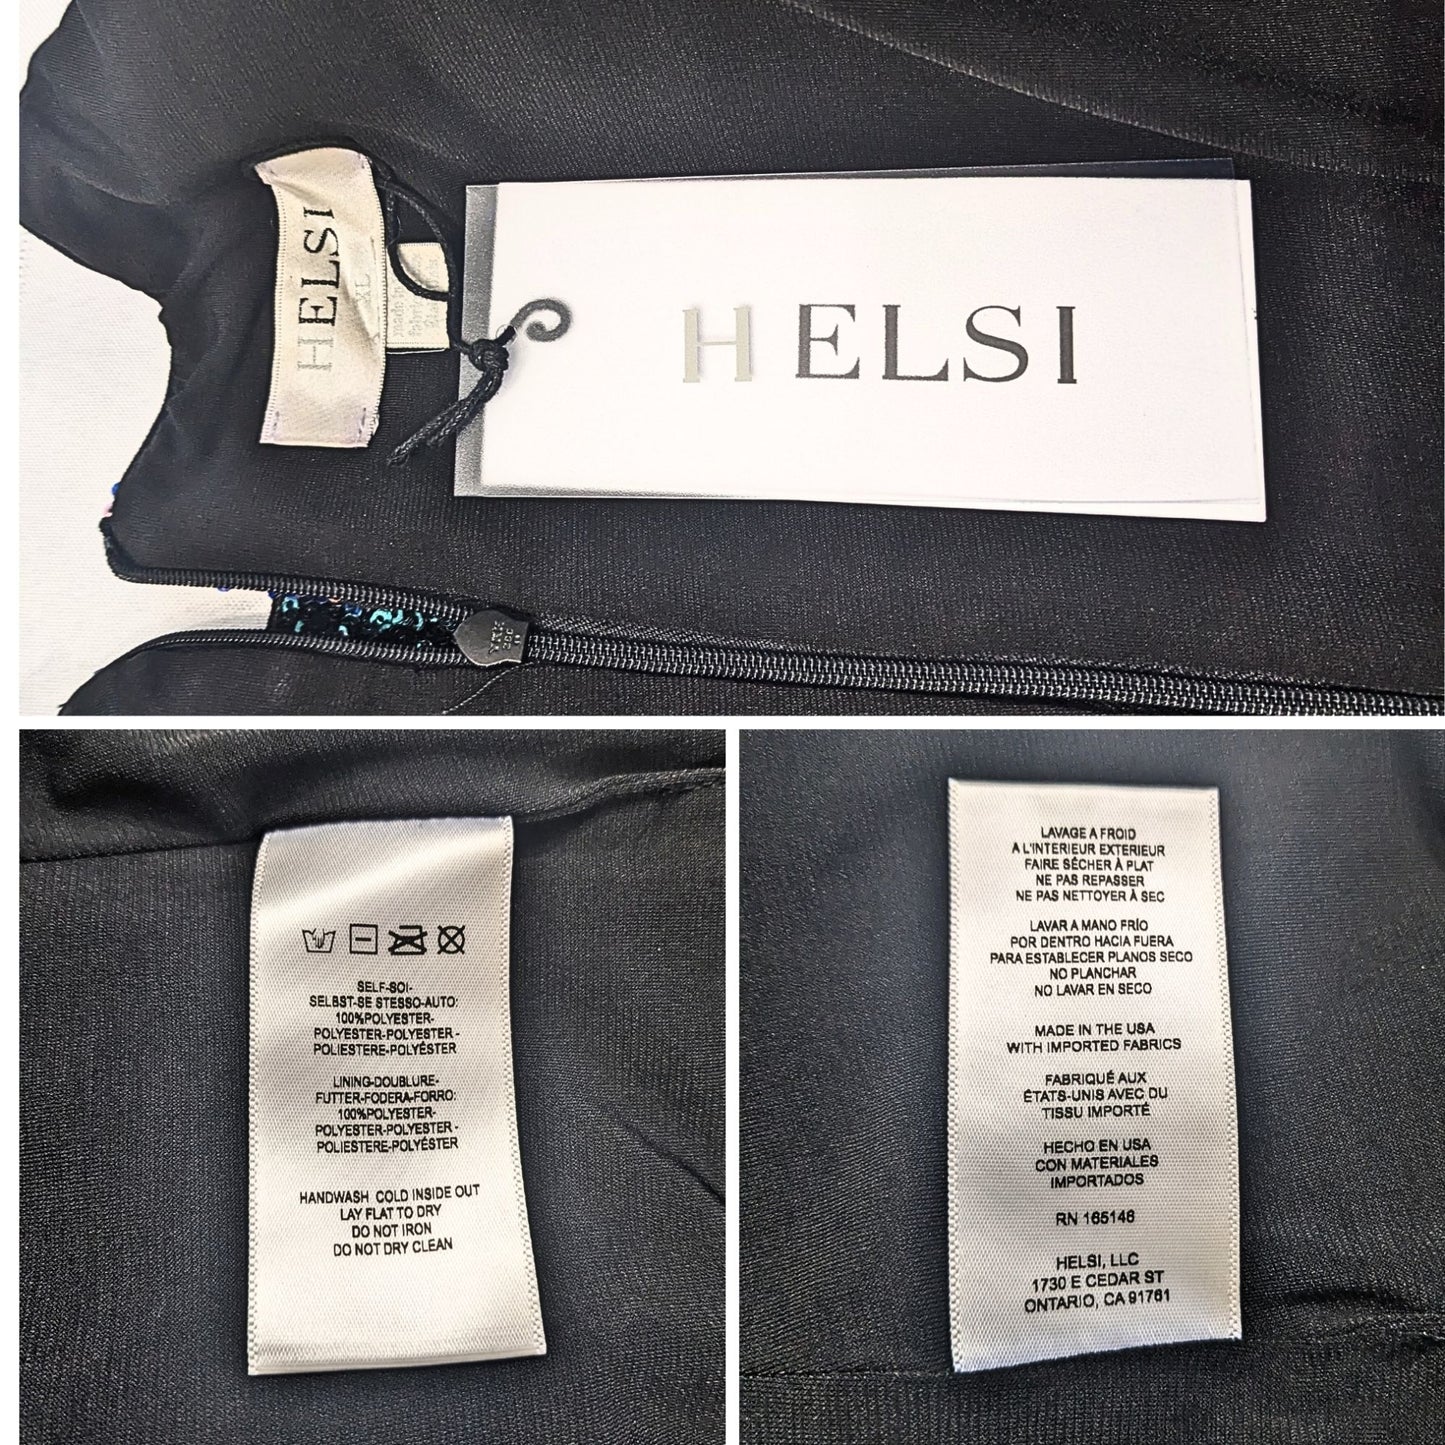 HELSI
XL
HELSI
YKK
SELF-SOI-
SELBST-SE STESSO-AUTO:
100%POLYESTER-
POLYESTER-POLYESTER -
POLIESTERE-POLYÉSTER
LINING-DOUBLURE-
FUTTER-FODERA-FORRO:
100%POLYESTER-
POLYESTER-POLYESTER -
POLIESTERE-POLYÉSTER
HANDWASH COLD INSIDE OUT
LAY FLAT TO DRY
DO NOT IRON
DO NOT DRY CLEAN
LAVAGE A FROID
A L'INTERIEUR EXTERIEUR
FAIRE SÉCHER À PLAT
NE PAS REPASSER
NE PAS NETTOYER À SEC
LAVAR A MANO FRÍO
POR DENTRO HACIA FUERA
PARA ESTABLECER PLANOS SECO
NO PLANCHAR
NO LAVAR EN SECO
MADE IN THE USA
WITH IMPORTED FABRICS
FABRIQUÉ AUX
ÉTATS-UNIS AVEC DU
TISSU IMPORTÉ
HECHO EN USA
CON MATERIALES
IMPORTADOS
RN 165146
HELSI, LLC
1730 E CEDAR ST
ONTARIO, CA 91761